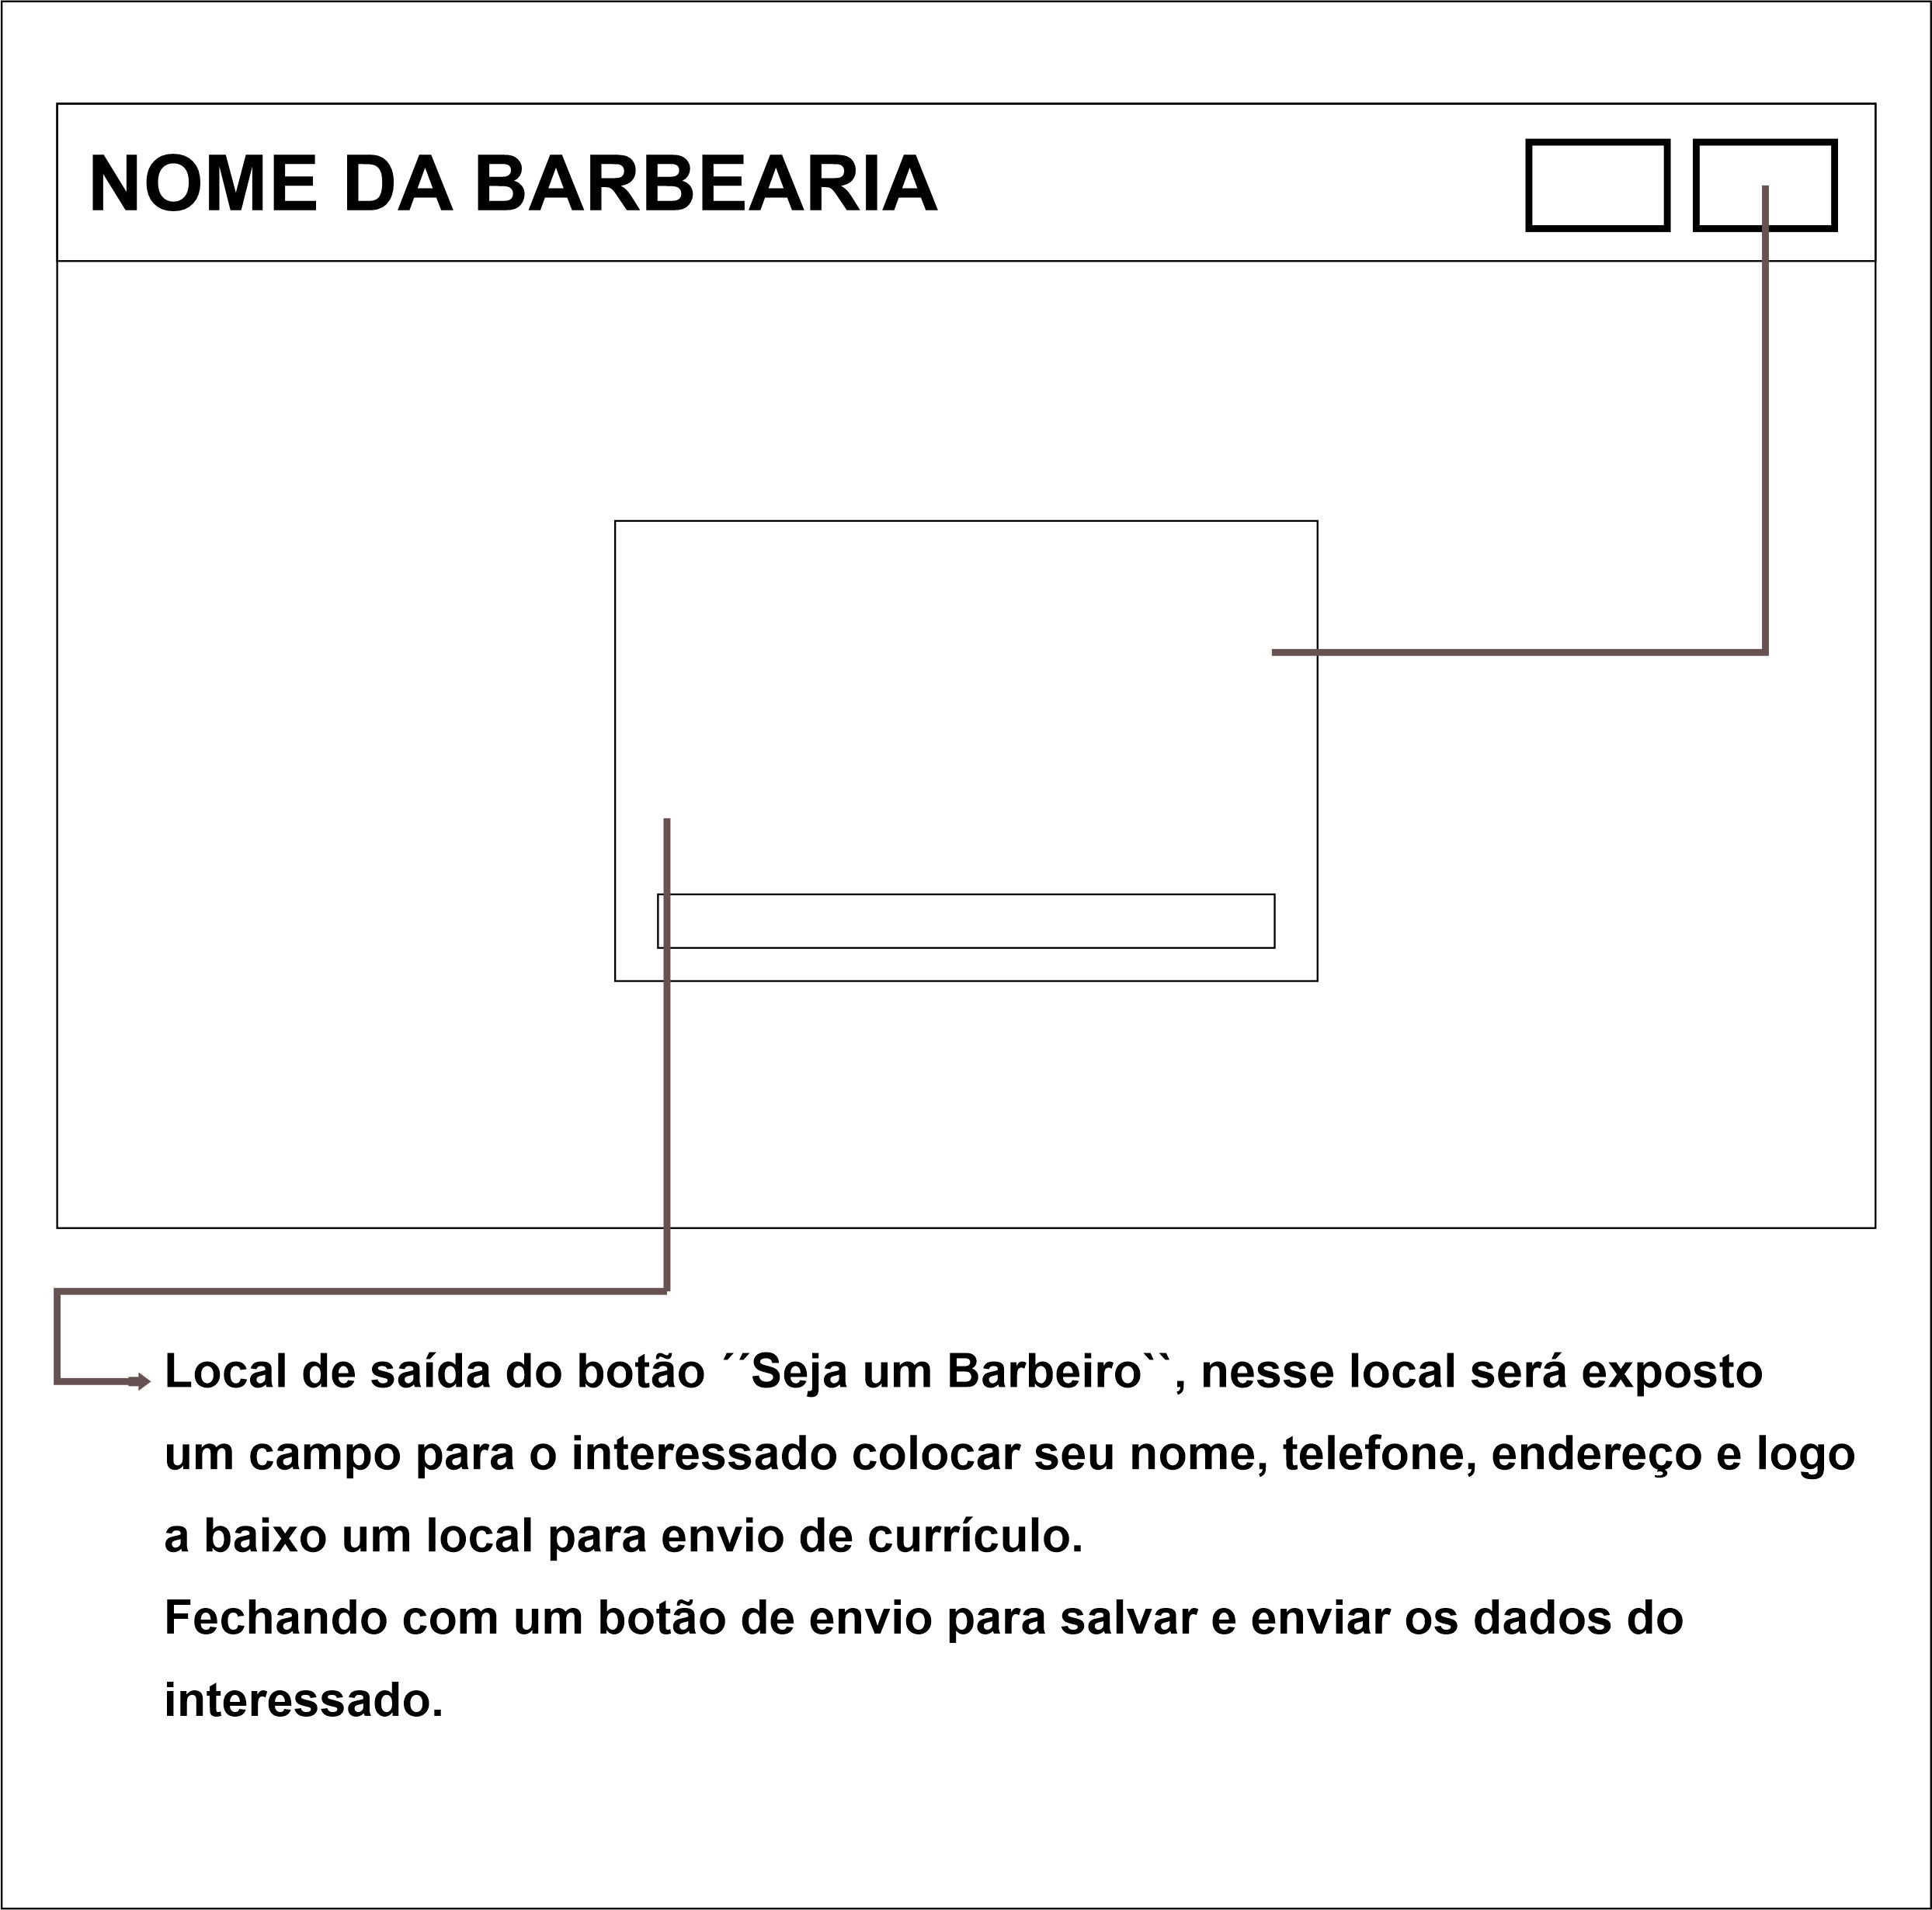 NOME DA BARBEARIA
Local de saída do botão ´´Seja um Barbeiro``, nesse local será exposto
um campo para o interessado colocar seu nome, telefone, endereço e logo
a baixo um local para envio de currículo.
Fechando com um botão de envio para salvar e enviar os dados do
interessado.